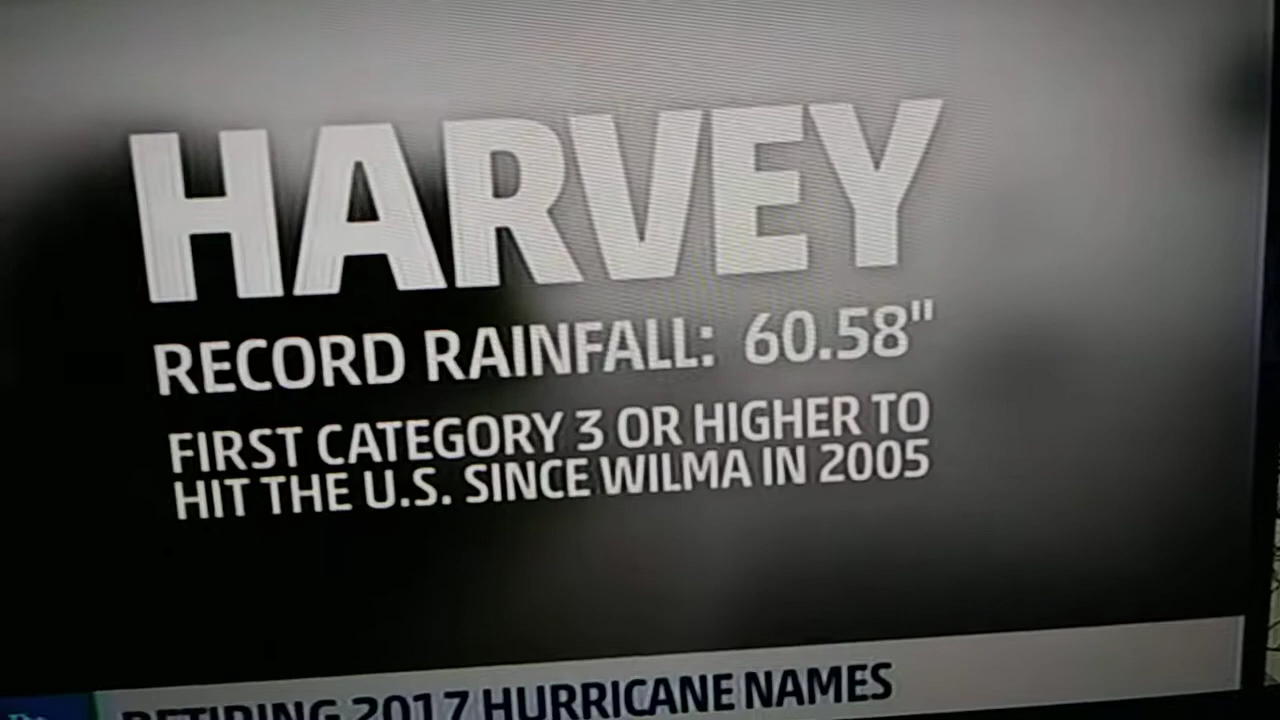 HARVEY
RECORD RAINFALL: 60.58"
FIRST CATEGORY 3 OR HIGHER TO
HIT THE U.S. SINCE WILMA IN 2005
RETIRING 2017 HURRICANE NAMES